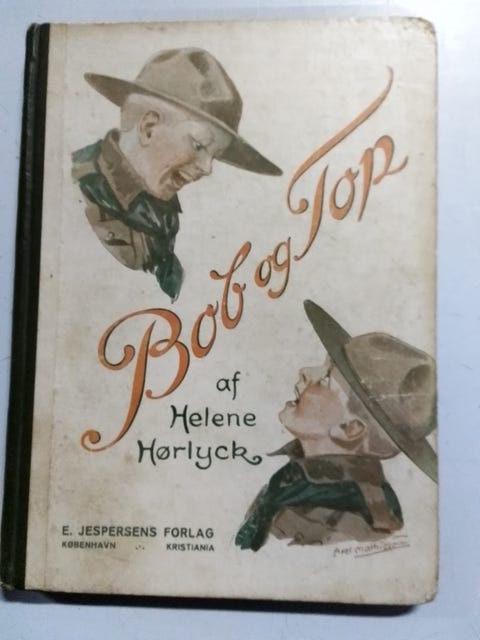 Bob og Top
af
Helene
Hørlyck
E. JESPERSENS FORLAG
KØBENHAVN ∴ KRISTIANIA